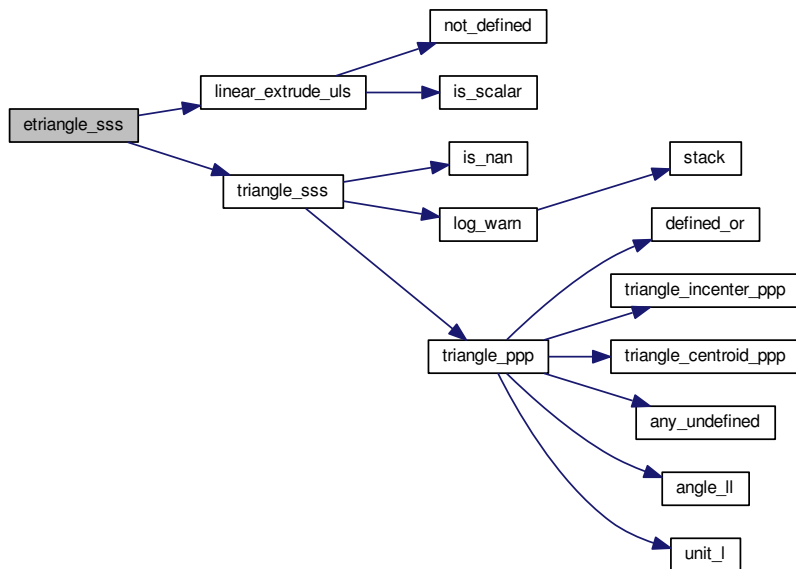 not_defined
linear_extrude_uls
is_scalar
etriangle_sss
is_nan
stack
triangle_sss
log_warn
defined_or
triangle_incenter_ppp
triangle_ppp
triangle_centroid_ppp
any_undefined
angle_ll
unit_l